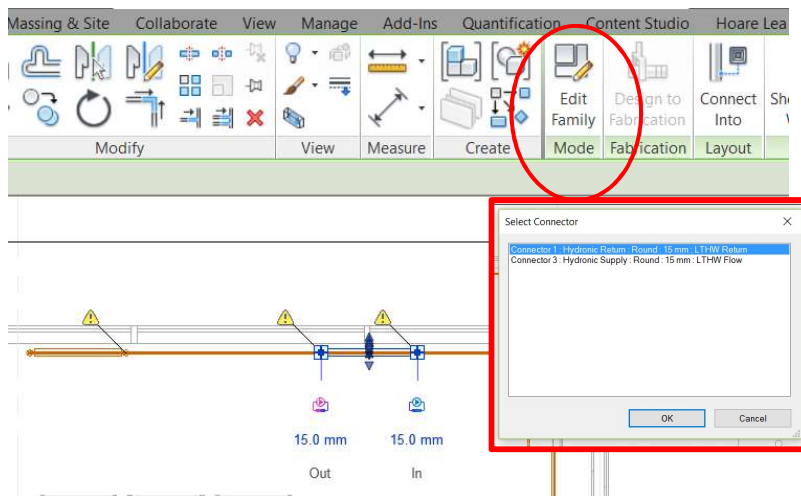 Massing & Site Collaborate View Manage Add-Ins Quantification Content Studio Hoare Lea
Edit Family
Design to Fabrication
Connect Into
Modify View Measure Create Mode Fabrication Layout
Select Connector
Connector 1 : Hydronic Return : Round : 15 mm : LTHW Return
Connector 3 : Hydronic Supply : Round : 15 mm : LTHW Flow
OK Cancel
15.0 mm 15.0 mm
Out In